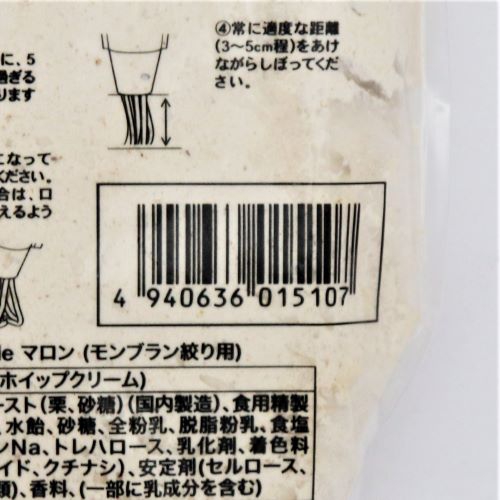 に、5
過ぎる
ります
④常に適度な距離
(3〜5cm程)をあけ
ながらしぼってくだ
さい。
になって
ください。
合は、口
えるよう
4 940636 015107
le マロン (モンブラン絞り用)
ホイップクリーム)
ースト(栗、砂糖)(国内製造)、食用精製
、水飴、砂糖、全粉乳、脱脂粉乳、食塩
ンNa、トレハロース、乳化剤、着色料
イド、クチナシ)、安定剤(セルロース、
類)、香料、(一部に乳成分を含む)